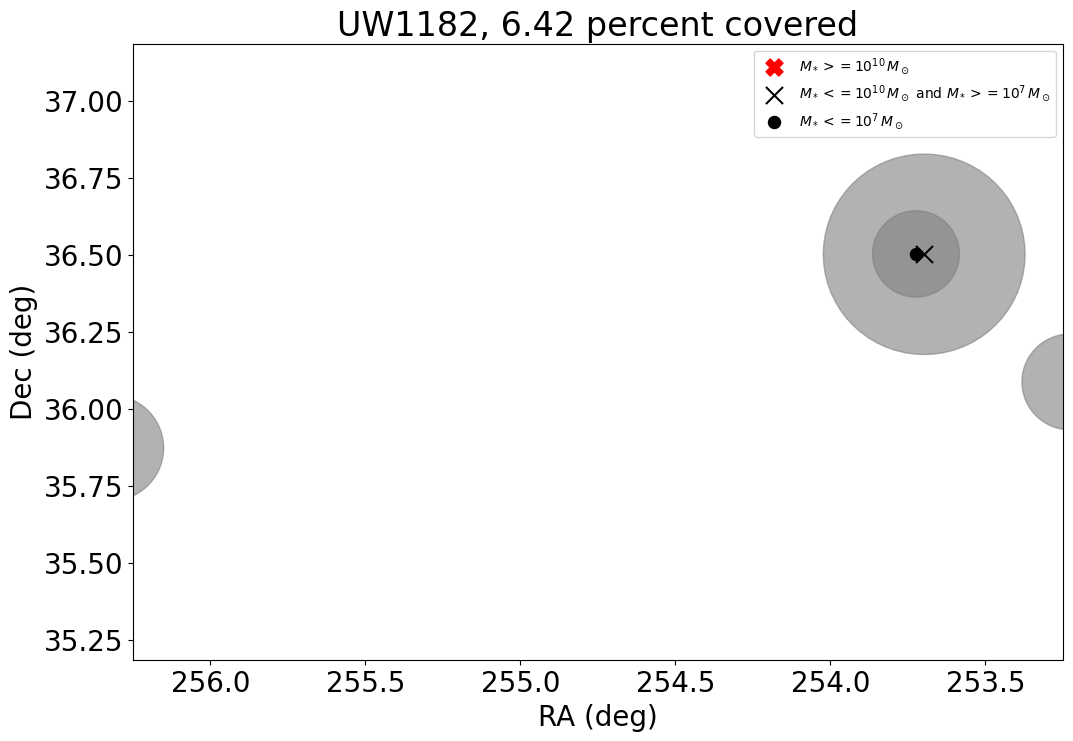 UW1182, 6.42 percent covered
M* >= 10^10 M⊙
M* <= 10^10 M⊙ and M* >= 10^7 M⊙
M* <= 10^7 M⊙
37.00
36.75
36.50
36.25
36.00
35.75
35.50
35.25
Dec (deg)
256.0 255.5 255.0 254.5 254.0 253.5
RA (deg)